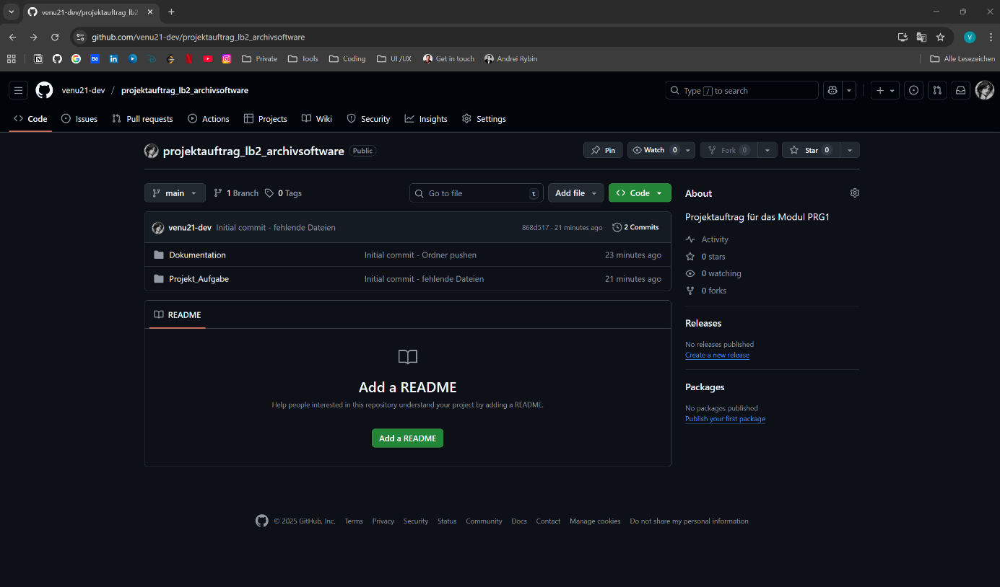 venu21-dev/projektauftrag_lb2
github.com/venu21-dev/projektauftrag_lb2_archivsoftware
V
Bē Private Tools Coding UI /UX Get in touch Andrei Rybin Alle Lesezeichen
venu21-dev / projektauftrag_lb2_archivsoftware Type / to search
Code Issues Pull requests Actions Projects Wiki Security Insights Settings
projektauftrag_lb2_archivsoftware Public Pin Watch 0 Fork 0 Star 0
main 1 Branch 0 Tags Go to file t Add file Code
venu21-dev Initial commit - fehlende Dateien 868d517 · 21 minutes ago 2 Commits
Dokumentation Initial commit - Ordner pushen 23 minutes ago
Projekt_Aufgabe Initial commit - fehlende Dateien 21 minutes ago
README
Add a README
Help people interested in this repository understand your project by adding a README.
Add a README
About
Projektauftrag für das Modul PRG1
Activity
0 stars
0 watching
0 forks
Releases
No releases published
Create a new release
Packages
No packages published
Publish your first package
© 2025 GitHub, Inc. Terms Privacy Security Status Community Docs Contact Manage cookies Do not share my personal information